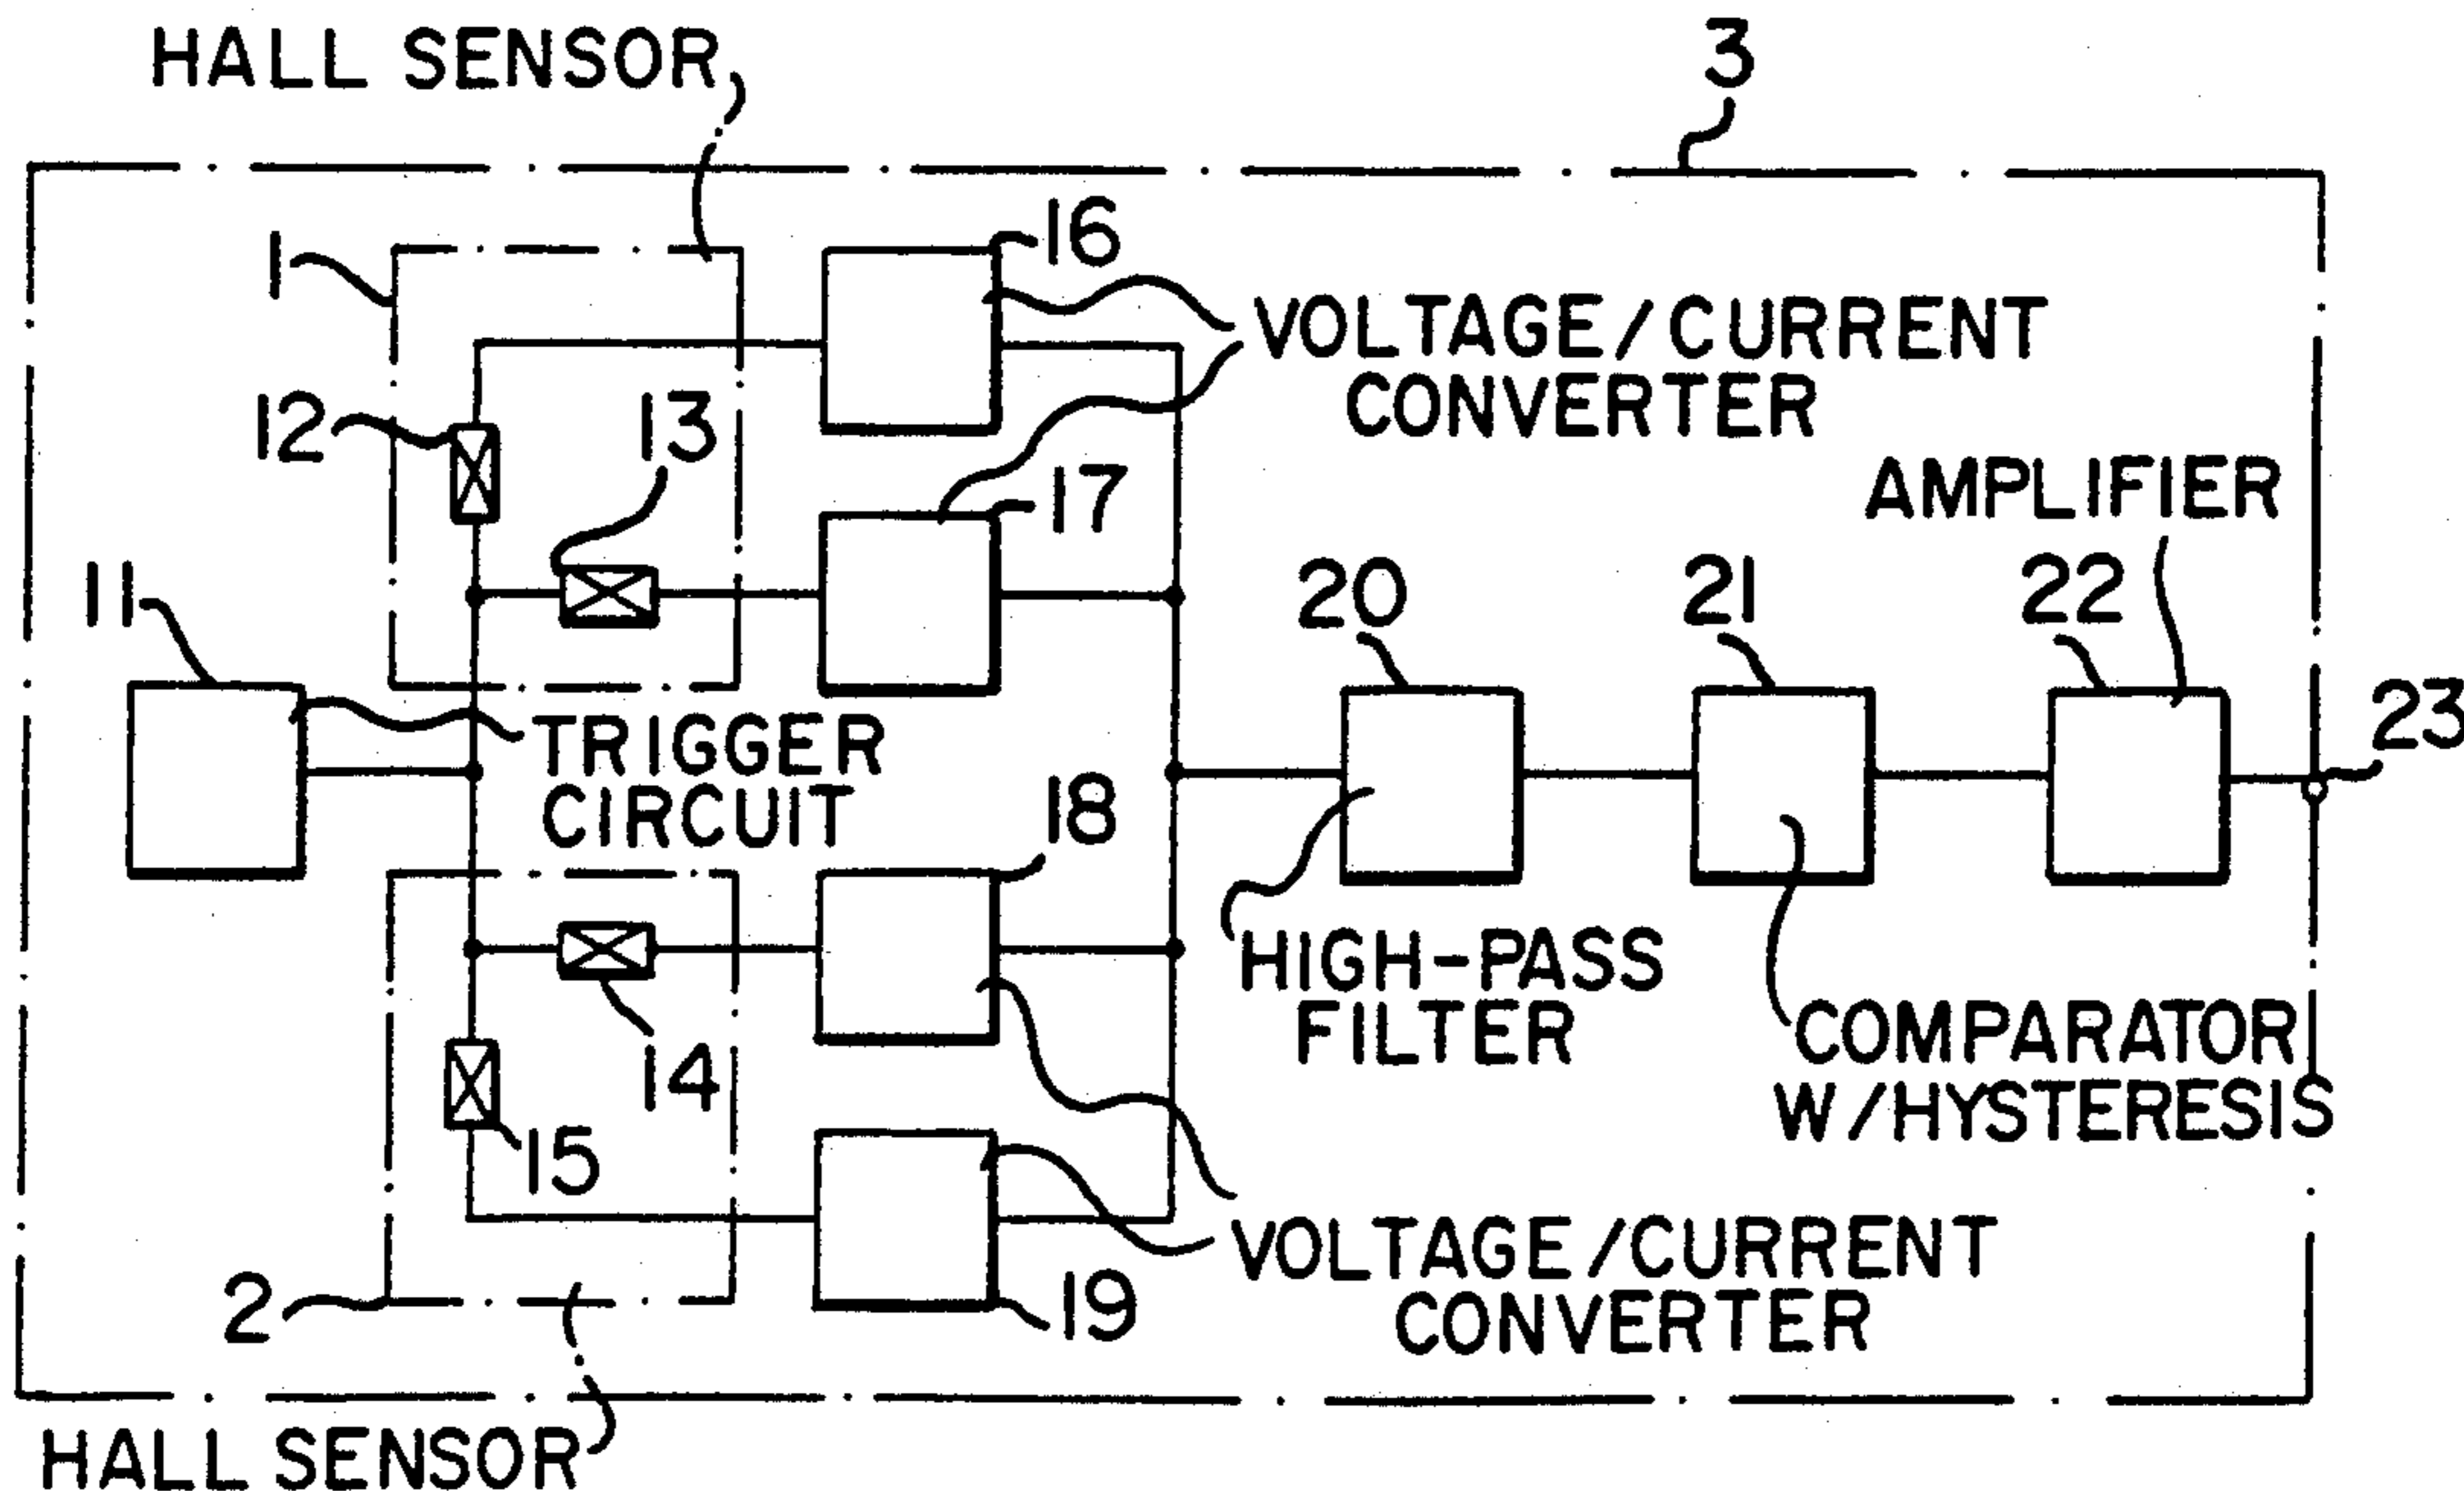 HALL SENSOR
3
1
16
VOLTAGE/CURRENT
CONVERTER
12
13
17
AMPLIFIER
11
20
21
22
23
TRIGGER
CIRCUIT
18
HIGH-PASS
FILTER
14
COMPARATOR
W/HYSTERESIS
15
VOLTAGE/CURRENT
CONVERTER
2
19
HALL SENSOR